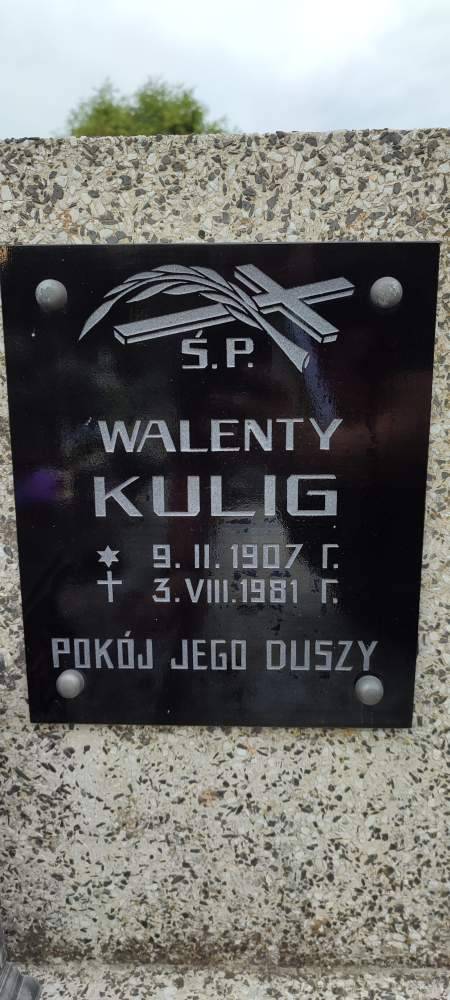 Ś.P.
WALENTY
KULIG
* 9. II. 1907 r.
† 3. VIII. 1981 r.
POKÓJ JEGO DUSZY